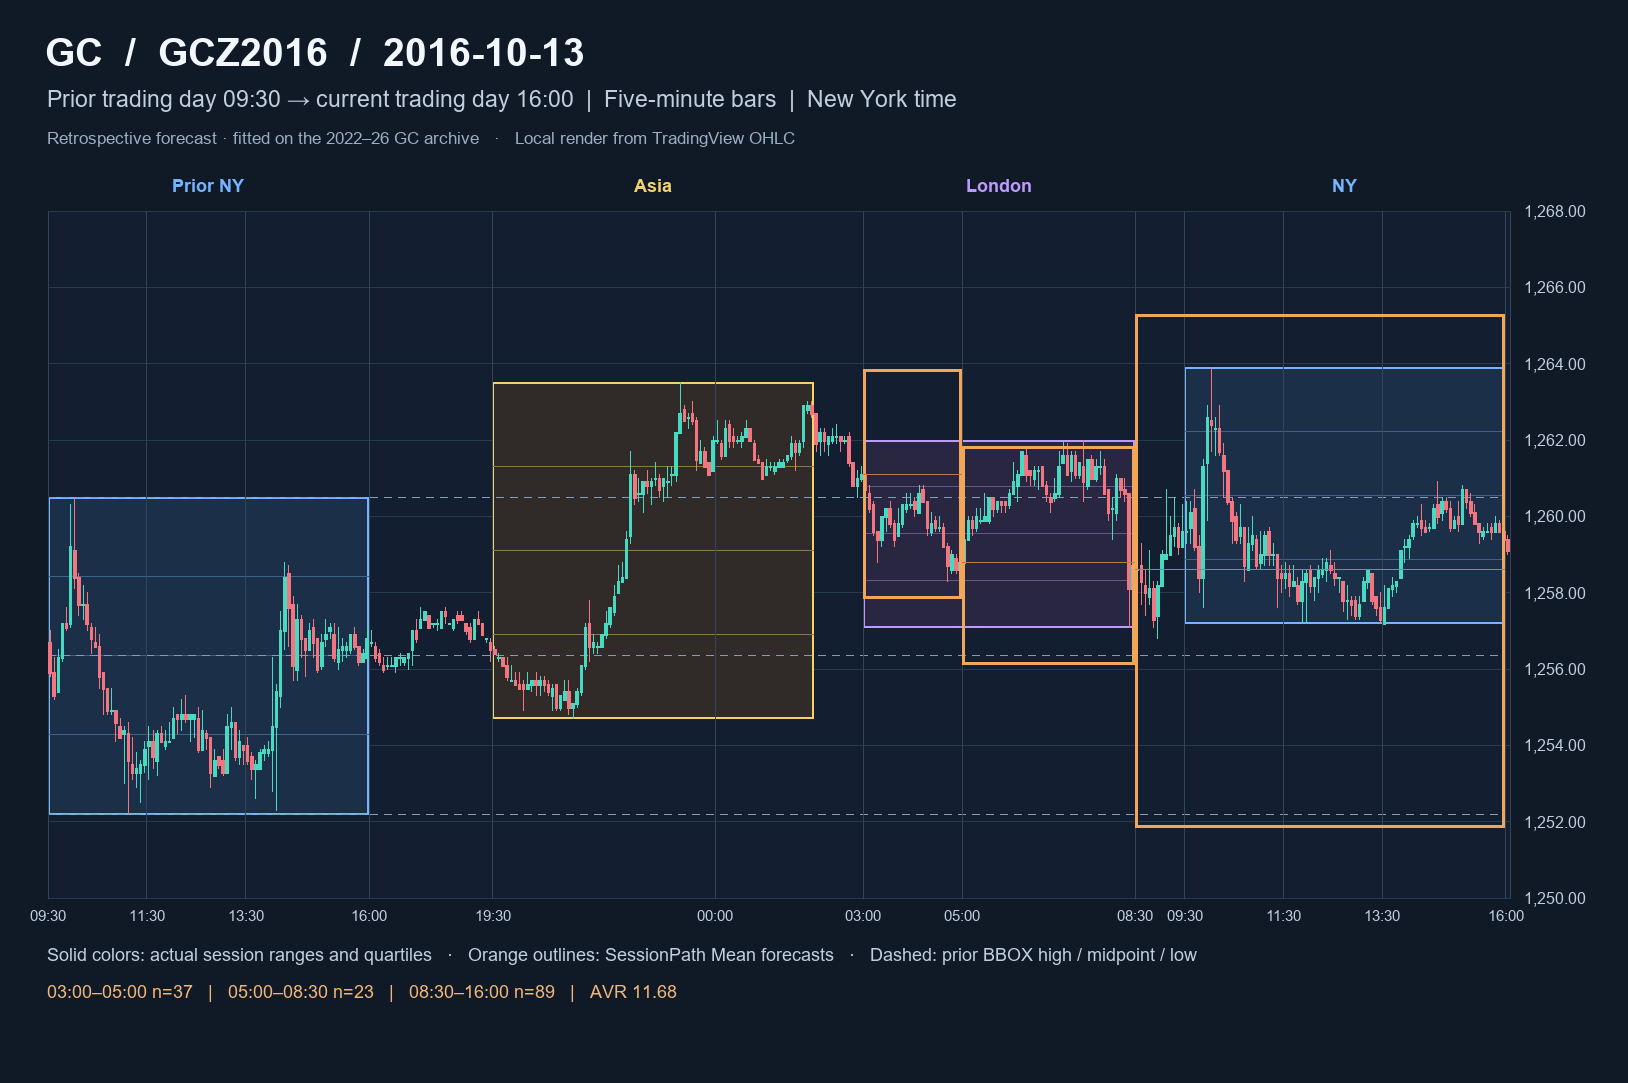 GC / GCZ2016 / 2016-10-13
Prior trading day 09:30 → current trading day 16:00 | Five-minute bars | New York time
Retrospective forecast · fitted on the 2022–26 GC archive · Local render from TradingView OHLC
Prior NY Asia London NY
1,268.00
1,266.00
1,264.00
1,262.00
1,260.00
1,258.00
1,256.00
1,254.00
1,252.00
1,250.00
09:30 11:30 13:30 16:00 19:30 00:00 03:00 05:00 08:30 09:30 11:30 13:30 16:00
Solid colors: actual session ranges and quartiles · Orange outlines: SessionPath Mean forecasts · Dashed: prior BBOX high / midpoint / low
03:00–05:00 n=37 | 05:00–08:30 n=23 | 08:30–16:00 n=89 | AVR 11.68